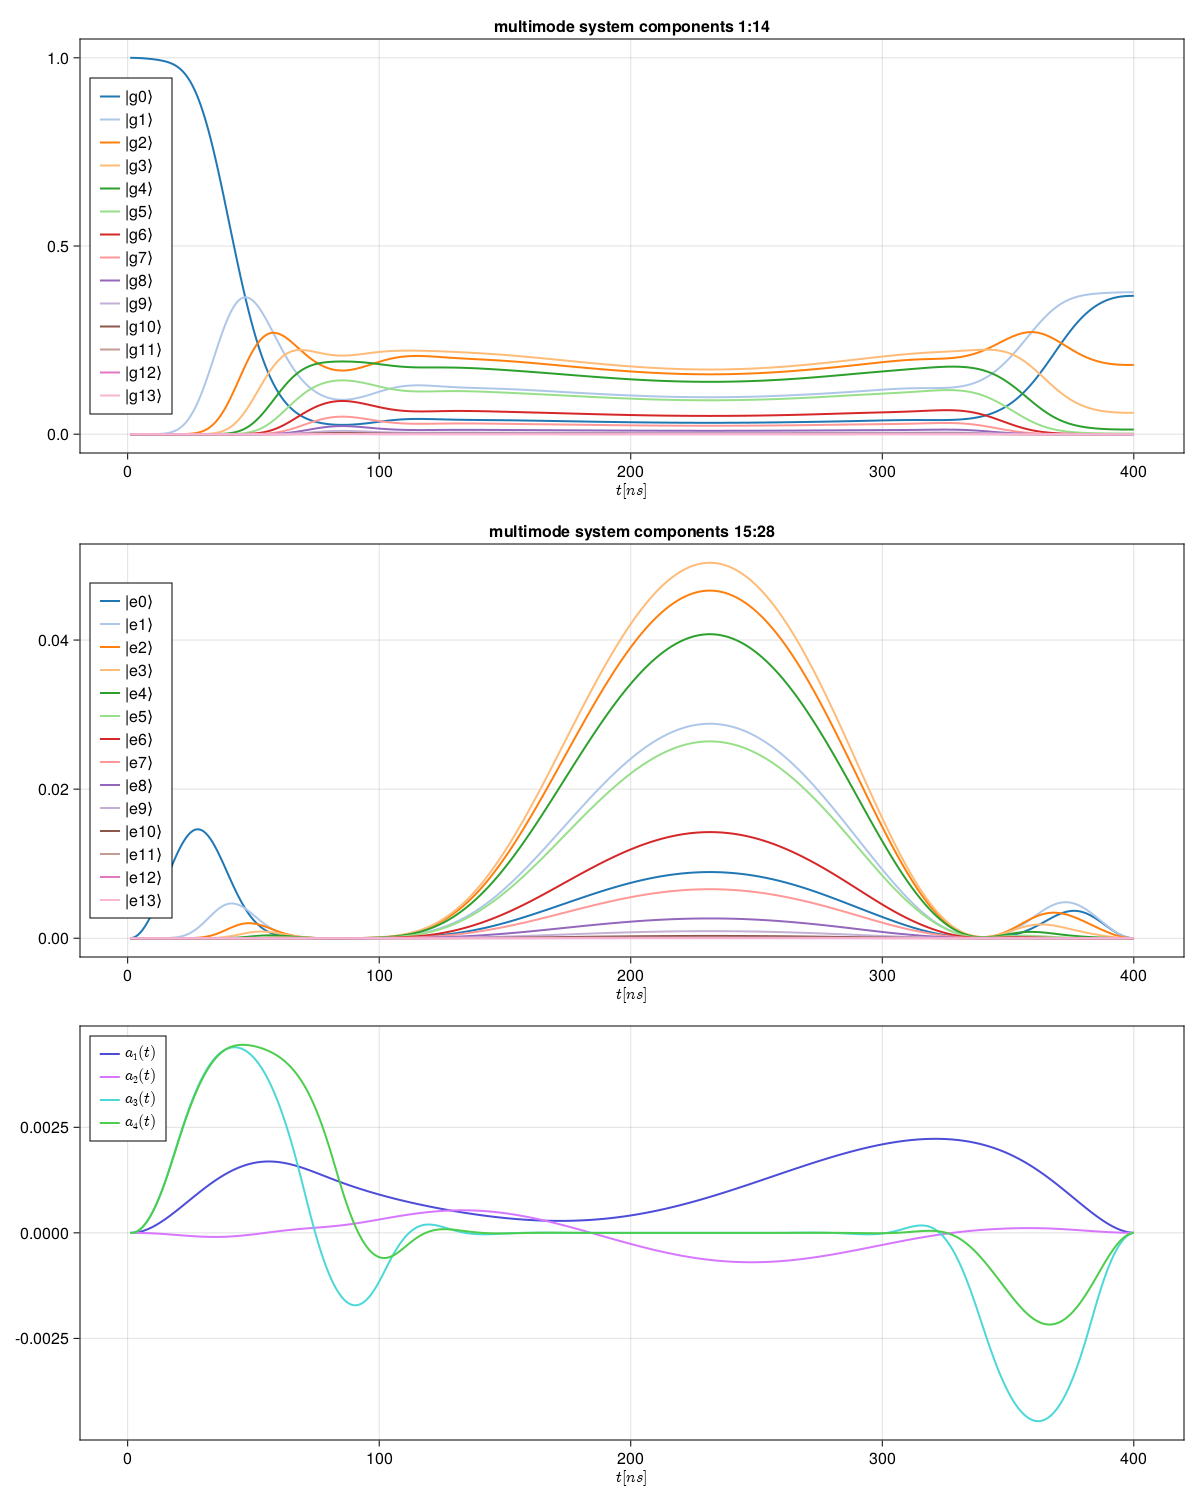 multimode system components 1:14
1.0
0.5
0.0
|g0⟩
|g1⟩
|g2⟩
|g3⟩
|g4⟩
|g5⟩
|g6⟩
|g7⟩
|g8⟩
|g9⟩
|g10⟩
|g11⟩
|g12⟩
|g13⟩
0 100 200 300 400
t[ns]
multimode system components 15:28
0.04
0.02
0.00
|e0⟩
|e1⟩
|e2⟩
|e3⟩
|e4⟩
|e5⟩
|e6⟩
|e7⟩
|e8⟩
|e9⟩
|e10⟩
|e11⟩
|e12⟩
|e13⟩
0 100 200 300 400
t[ns]
a₁(t)
a₂(t)
a₃(t)
a₄(t)
0.0025
0.0000
-0.0025
0 100 200 300 400
t[ns]